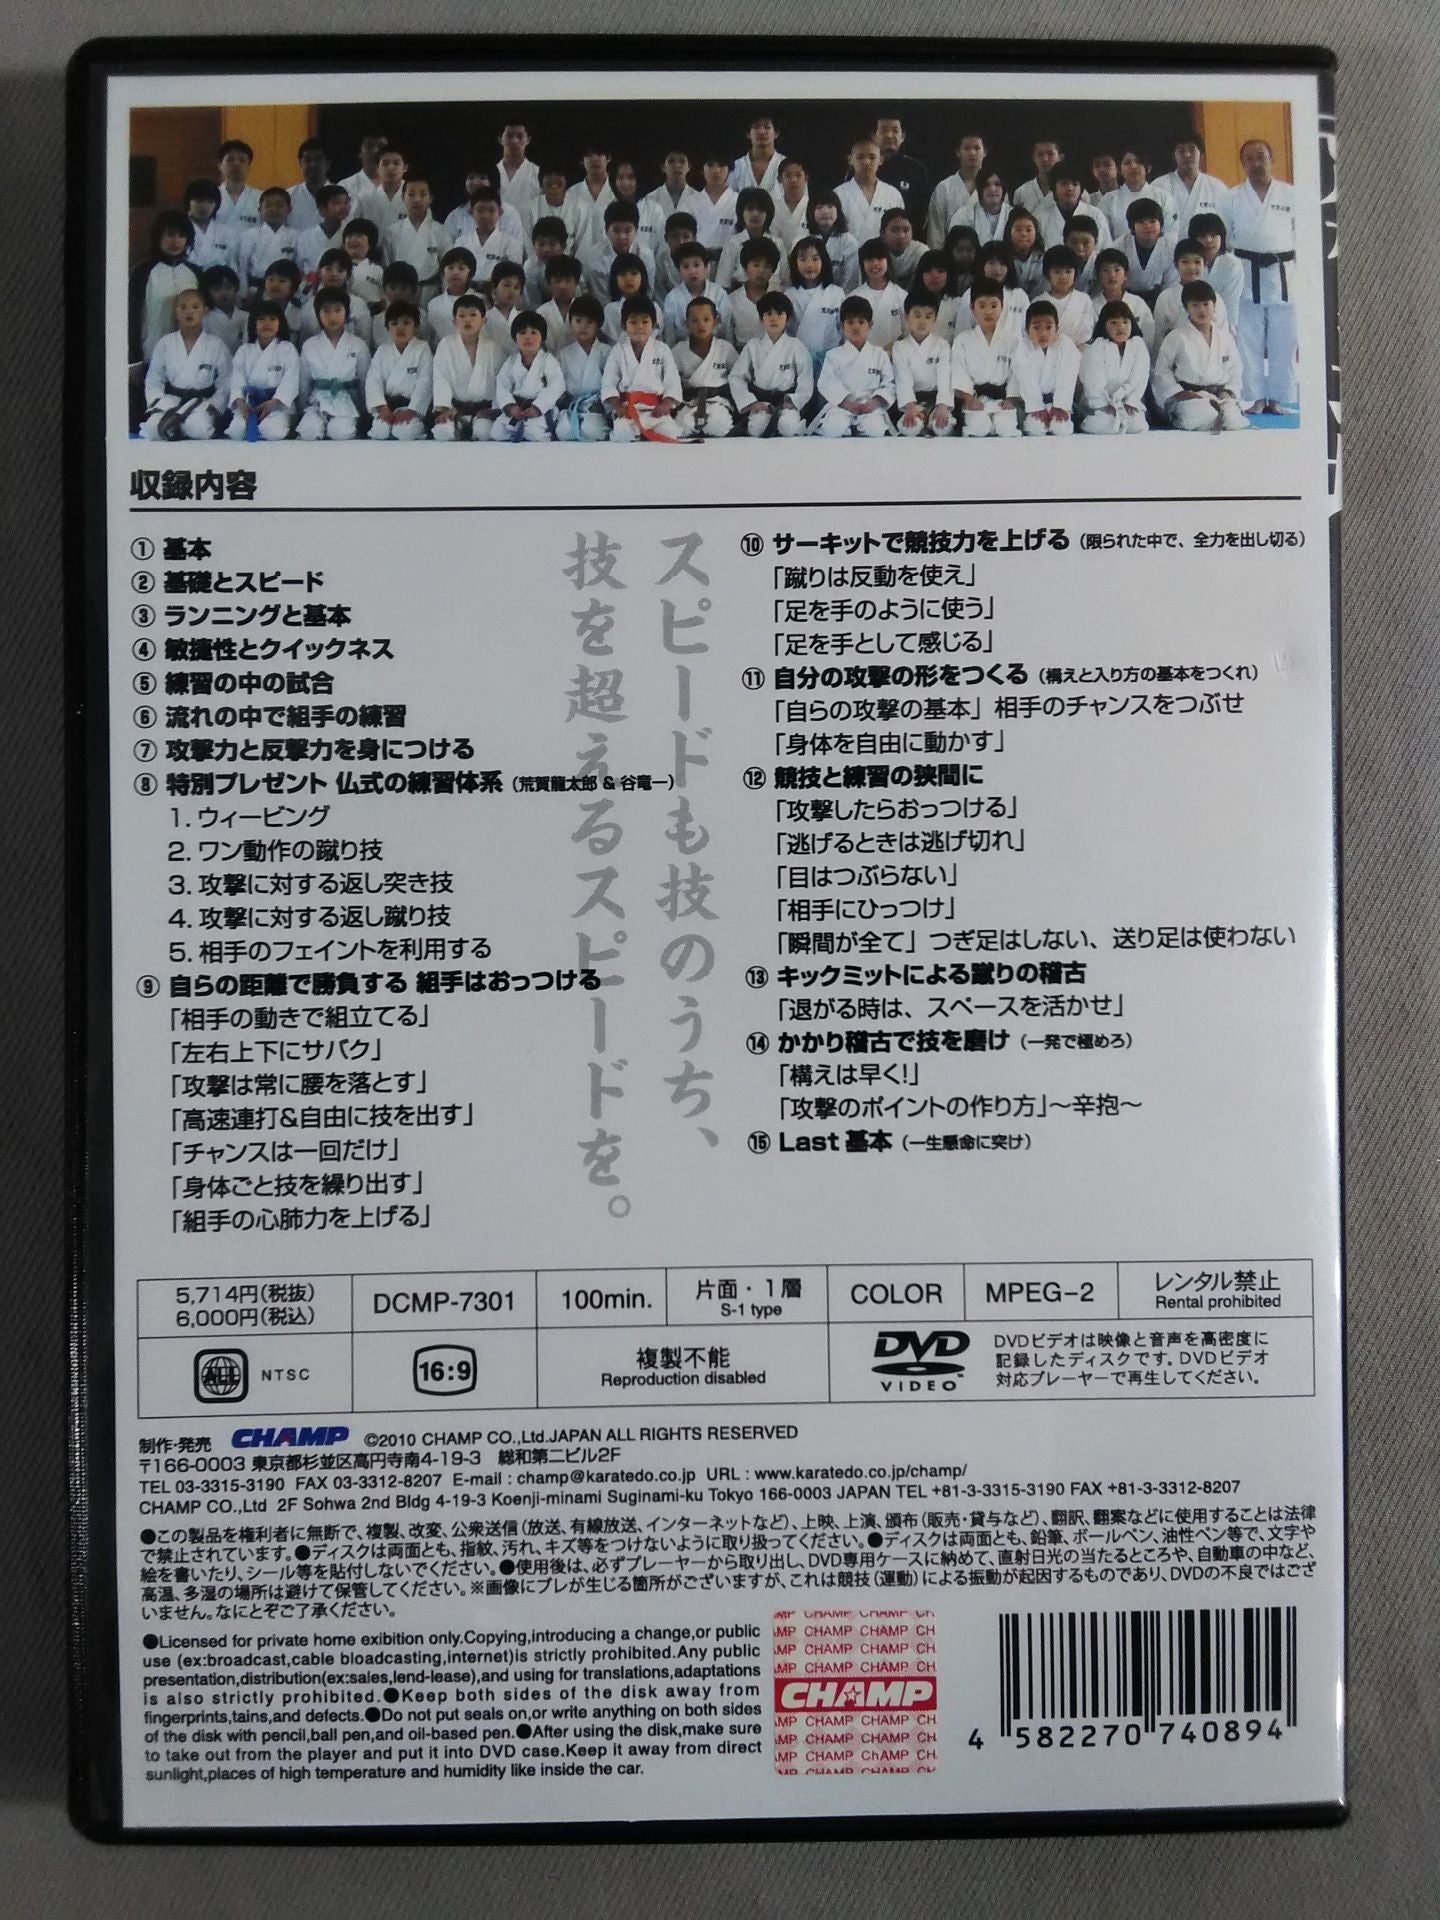 収録内容
① 基本
② 基礎とスピード
③ ランニングと基本
④ 敏捷性とクイックネス
⑤ 練習の中の試合
⑥ 流れの中で組手の練習
⑦ 攻撃力と反撃力を身につける
⑧ 特別プレゼント 仏式の練習体系（荒賀龍太郎 & 谷竜一）
1. ウィービング
2. ワン動作の蹴り技
3. 攻撃に対する返し突き技
4. 攻撃に対する返し蹴り技
5. 相手のフェイントを利用する
⑨ 自らの距離で勝負する 組手はおっつける
「相手の動きで組立てる」
「左右上下にサバク」
「攻撃は常に腰を落とす」
「高速連打&自由に技を出す」
「チャンスは一回だけ」
「身体ごと技を繰り出す」
「組手の心肺力を上げる」
スピードも技のうち、
技を超えるスピードを。
⑩ サーキットで競技力を上げる（限られた中で、全力を出し切る）
「蹴りは反動を使え」
「足を手のように使う」
「足を手として感じる」
⑪ 自分の攻撃の形をつくる（構えと入り方の基本をつくれ）
「自らの攻撃の基本」相手のチャンスをつぶせ
「身体を自由に動かす」
⑫ 競技と練習の狭間に
「攻撃したらおっつける」
「逃げるときは逃げ切れ」
「目はつぶらない」
「相手にひっつけ」
「瞬間が全て」つぎ足はしない、送り足は使わない
⑬ キックミットによる蹴りの稽古
「退がる時は、スペースを活かせ」
⑭ かかり稽古で技を磨け（一発で極めろ）
「構えは早く!」
「攻撃のポイントの作り方」～辛抱～
⑮ Last 基本（一生懸命に突け）
5,714円(税抜)
6,000円(税込)
DCMP-7301
100min.
片面・1層
S-1 type
COLOR
MPEG-2
レンタル禁止
Rental prohibited
ALL NTSC
16:9
複製不能
Reproduction disabled
DVD
VIDEO™
DVDビデオは映像と音声を高密度に
記録したディスクです。DVDビデオ
対応プレーヤーで再生してください。
制作・発売 CHAMP ©2010 CHAMP CO.,Ltd.JAPAN ALL RIGHTS RESERVED
〒166-0003 東京都杉並区高円寺南4-19-3 総和第二ビル2F
TEL 03-3315-3190 FAX 03-3312-8207 E-mail : champ@karatedo.co.jp URL : www.karatedo.co.jp/champ/
CHAMP CO.,Ltd 2F Sohwa 2nd Bldg 4-19-3 Koenji-minami Suginami-ku Tokyo 166-0003 JAPAN TEL +81-3-3315-3190 FAX +81-3-3312-8207
●この製品を権利者に無断で、複製、改変、公衆送信（放送、有線放送、インターネットなど）、上映、上演、頒布（販売・貸与など）、翻訳、翻案などに使用することは法律
で禁止されています。●ディスクは両面とも、指紋、汚れ、キズ等をつけないように取り扱ってください。●ディスクは両面とも、鉛筆、ボールペン、油性ペン等で、文字や
絵を書いたり、シール等を貼付しないでください。●使用後は、必ずプレーヤーから取り出し、DVD専用ケースに納めて、直射日光の当たるところや、自動車の中など、
高温、多湿の場所は避けて保管してください。※画像にブレが生じる箇所がございますが、これは競技（運動）による振動が起因するものであり、DVDの不良ではござ
いません。なにとぞご了承ください。
●Licensed for private home exibition only.Copying,introducing a change,or public
use (ex:broadcast,cable bloadcasting,internet)is strictly prohibited.Any public
presentation,distribution(ex:sales,lend-lease),and using for translations,adaptations
is also strictly prohibited.●Keep both sides of the disk away from
fingerprints,tains,and defects.●Do not put seals on,or write anything on both sides
of the disk with pencil,ball pen,and oil-based pen.●After using the disk,make sure
to take out from the player and put it into DVD case.Keep it away from direct
sunlight,places of high temperature and humidity like inside the car.
CHAMP
4 582270 740894